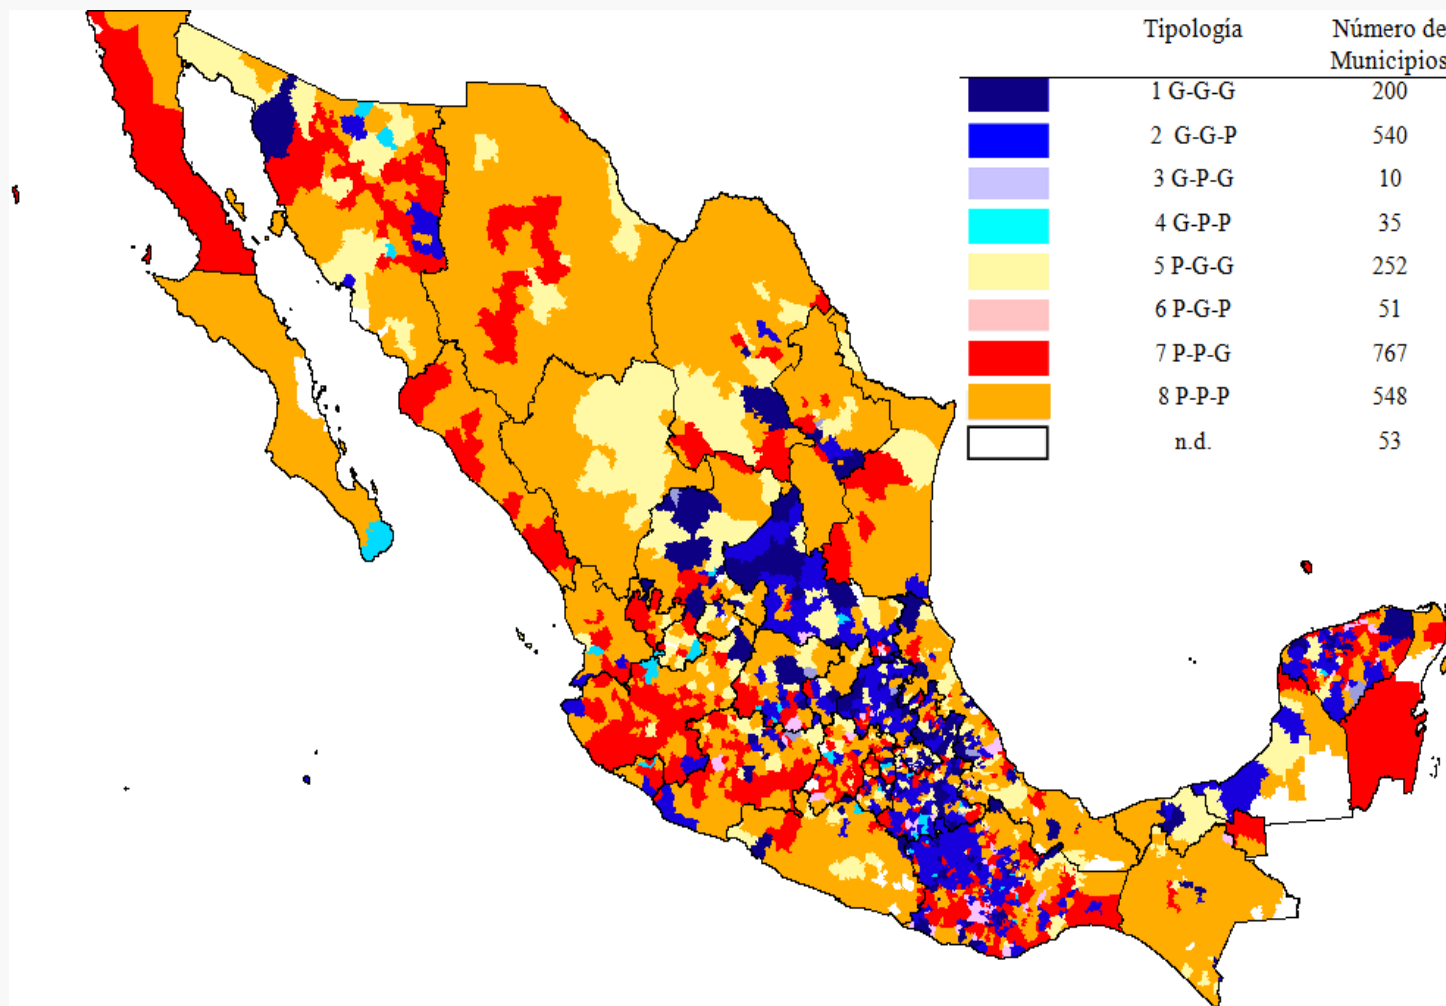 Tipología Número de
Municipios
1 G-G-G 200
2 G-G-P 540
3 G-P-G 10
4 G-P-P 35
5 P-G-G 252
6 P-G-P 51
7 P-P-G 767
8 P-P-P 548
n.d. 53